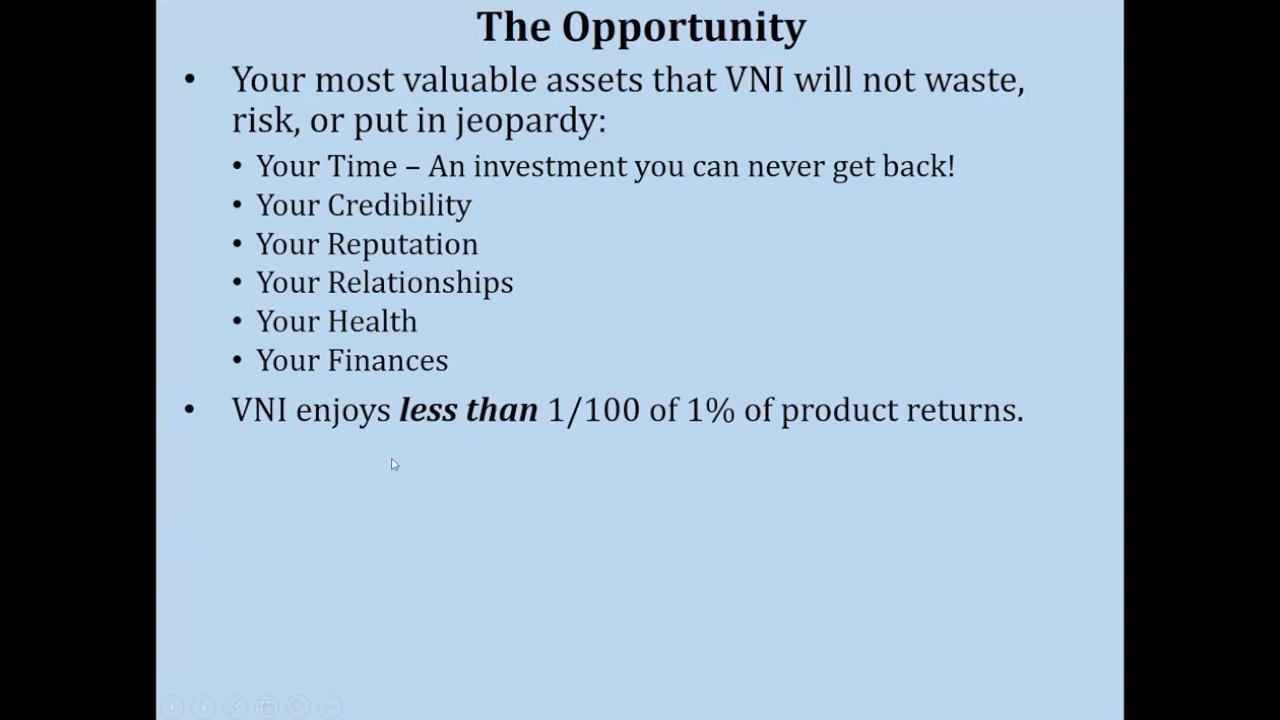 The Opportunity
• Your most valuable assets that VNI will not waste,
risk, or put in jeopardy:
• Your Time – An investment you can never get back!
• Your Credibility
• Your Reputation
• Your Relationships
• Your Health
• Your Finances
• VNI enjoys less than 1/100 of 1% of product returns.